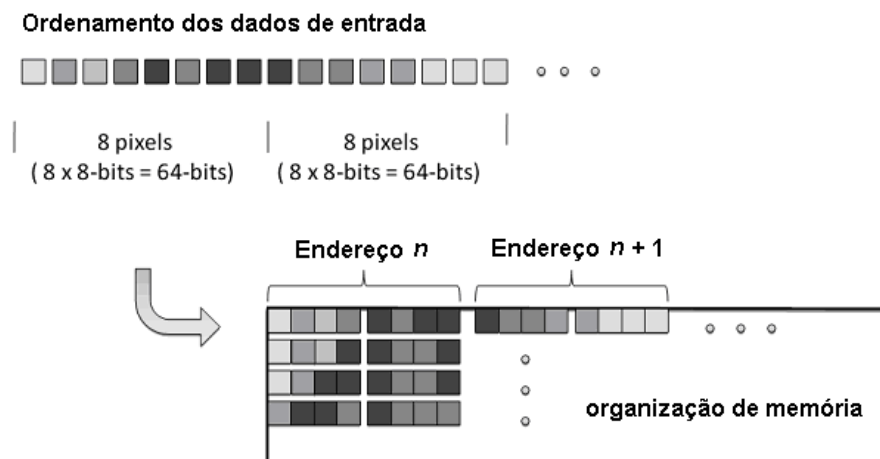 Ordenamento dos dados de entrada
8 pixels
( 8 x 8-bits = 64-bits)
8 pixels
( 8 x 8-bits = 64-bits)
Endereço n
Endereço n + 1
organização de memória